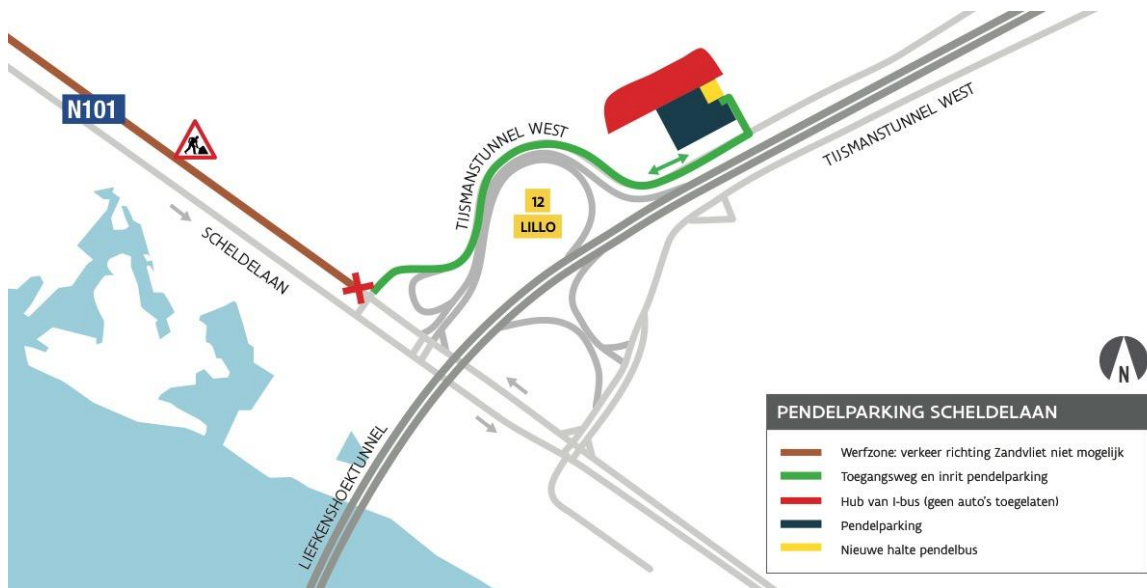 N101
TIJSMANSTUNNEL WEST
TIJSMANSTUNNEL WEST
12
LILLO
SCHELDELAAN
LIEFKENSHOEKTUNNEL
N
PENDELPARKING SCHELDELAAN
Werfzone: verkeer richting Zandvliet niet mogelijk
Toegangsweg en inrit pendelparking
Hub van I-bus (geen auto's toegelaten)
Pendelparking
Nieuwe halte pendelbus